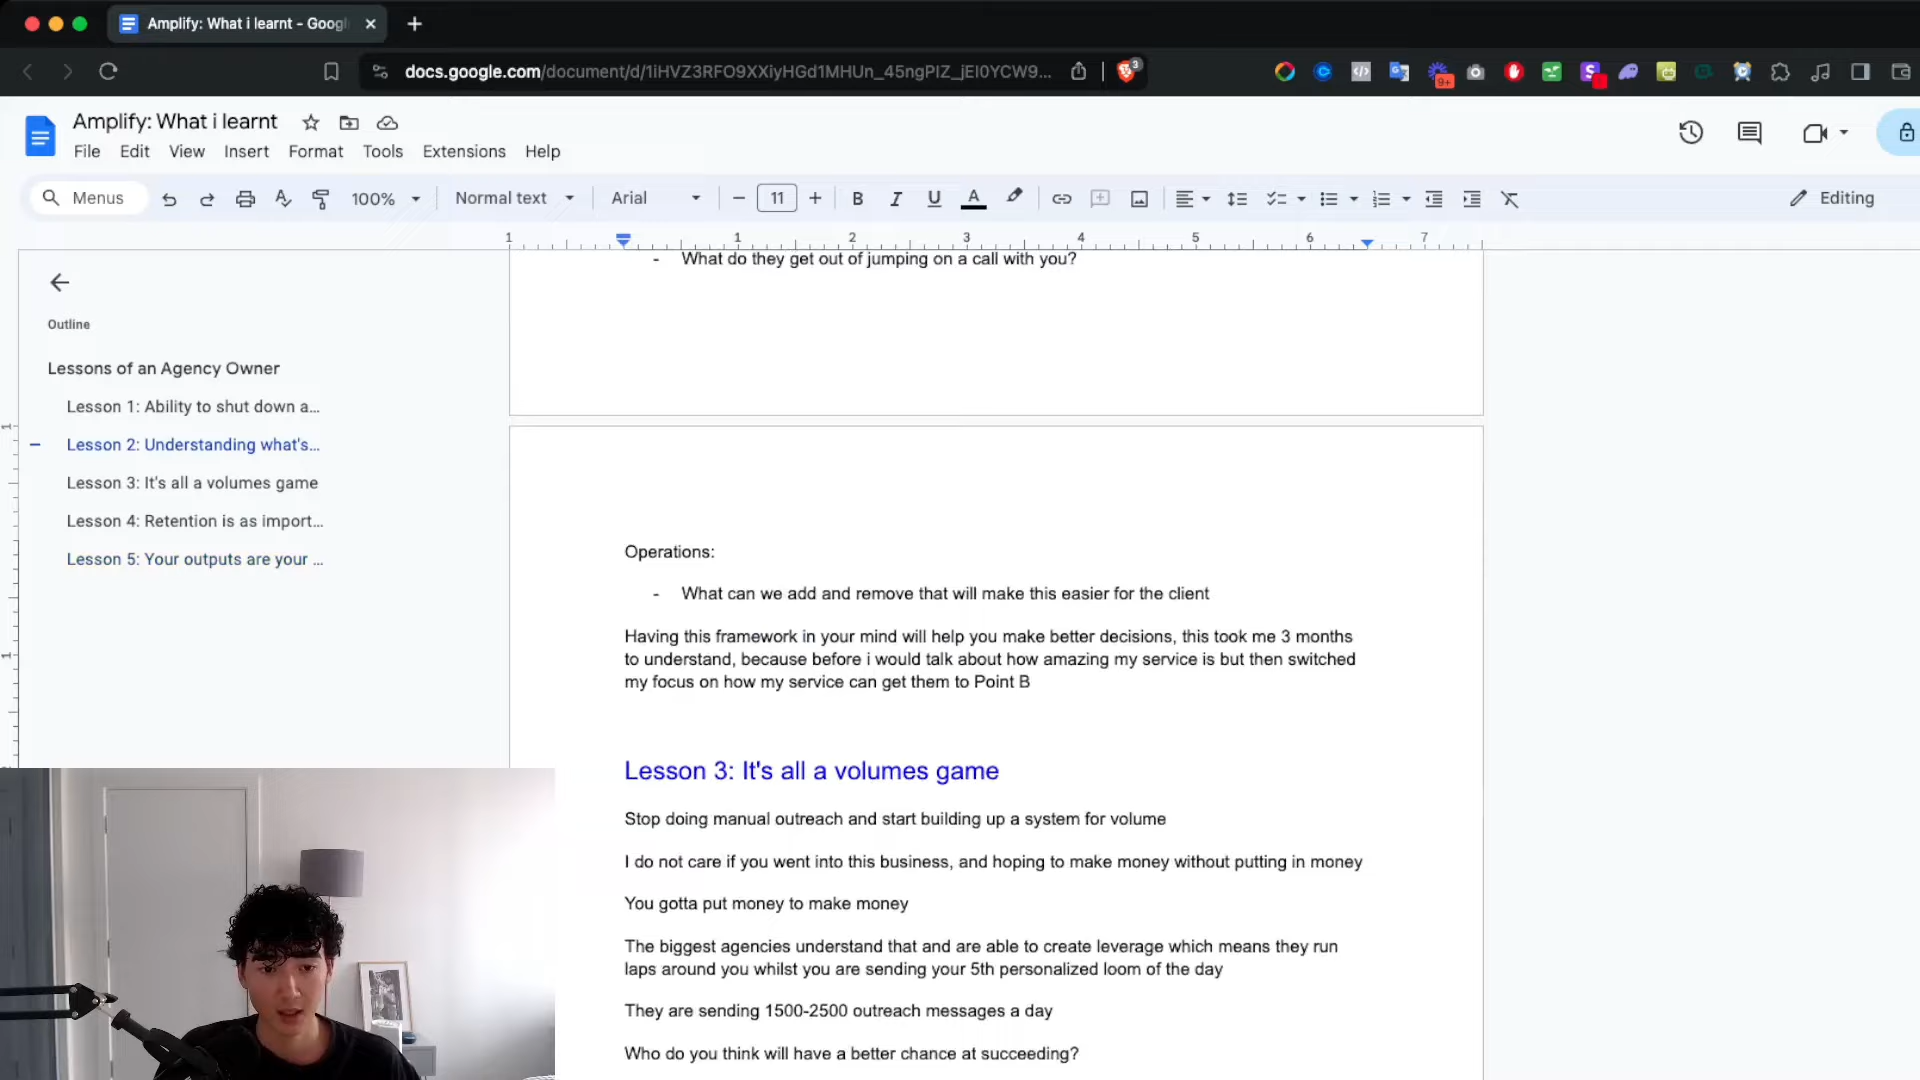 Amplify: What i learnt - Googl
docs.google.com/document/d/1iHVZ3RFO9XXiyHGd1MHUn_45ngPIZ_jEI0YCW9...
3
9+
Amplify: What i learnt
File Edit View Insert Format Tools Extensions Help
Menus 100% Normal text Arial 11 Editing
1 1 2 3 4 5 6 7
- What do they get out of jumping on a call with you?
Outline
Lessons of an Agency Owner
Lesson 1: Ability to shut down a...
Lesson 2: Understanding what's...
Lesson 3: It's all a volumes game
Lesson 4: Retention is as import...
Lesson 5: Your outputs are your ...
Operations:
- What can we add and remove that will make this easier for the client
Having this framework in your mind will help you make better decisions, this took me 3 months
to understand, because before i would talk about how amazing my service is but then switched
my focus on how my service can get them to Point B
Lesson 3: It's all a volumes game
Stop doing manual outreach and start building up a system for volume
I do not care if you went into this business, and hoping to make money without putting in money
You gotta put money to make money
The biggest agencies understand that and are able to create leverage which means they run
laps around you whilst you are sending your 5th personalized loom of the day
They are sending 1500-2500 outreach messages a day
Who do you think will have a better chance at succeeding?